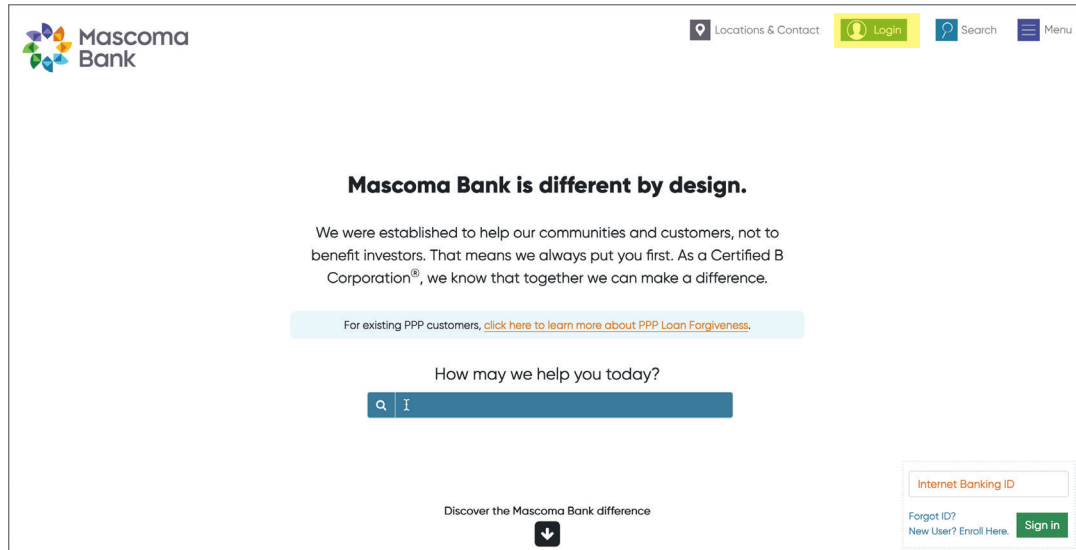 Mascoma
Bank
Locations & Contact
Login
Search
Menu
Mascoma Bank is different by design.
We were established to help our communities and customers, not to
benefit investors. That means we always put you first. As a Certified B
Corporation®, we know that together we can make a difference.
For existing PPP customers, click here to learn more about PPP Loan Forgiveness.
How may we help you today?
Discover the Mascoma Bank difference
Internet Banking ID
Forgot ID?
New User? Enroll Here.
Sign in